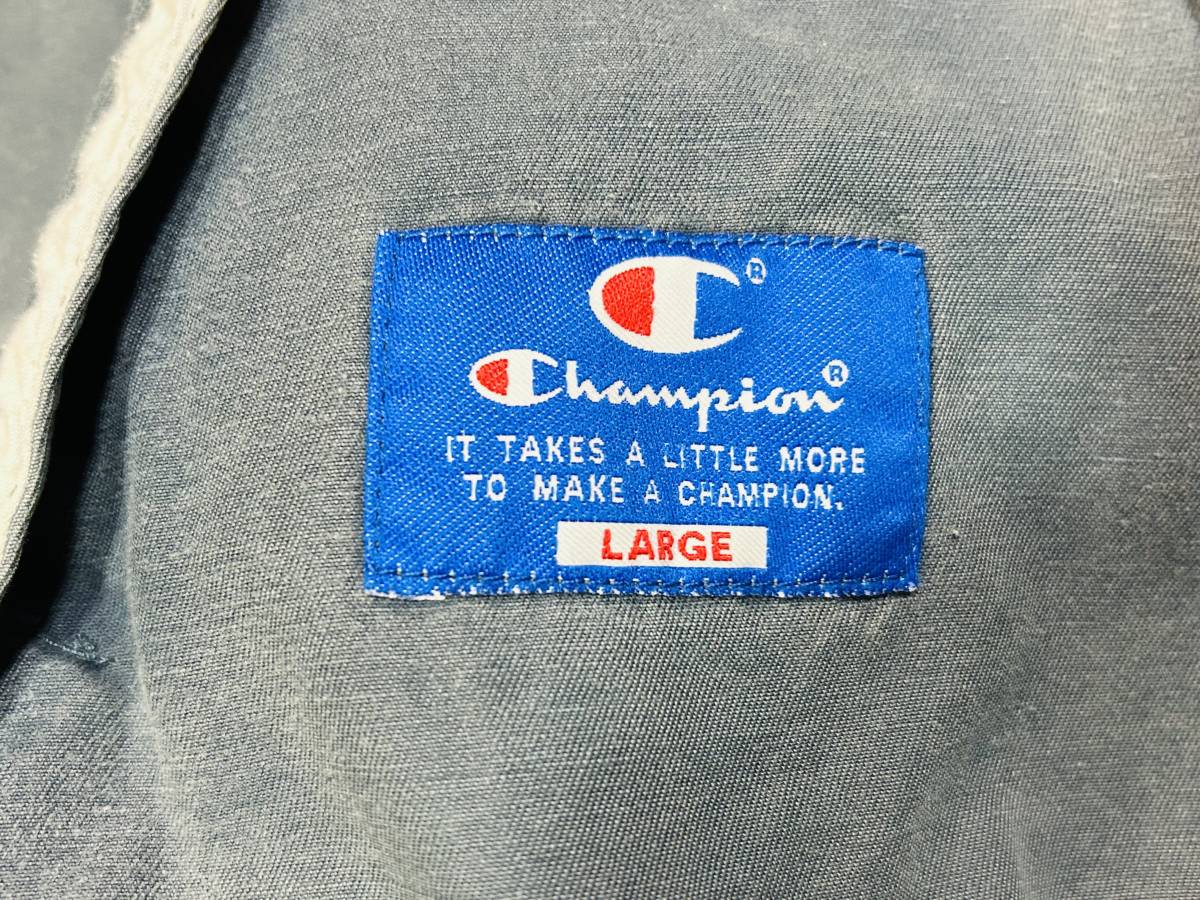 C®
Champion®
IT TAKES A LITTLE MORE
TO MAKE A CHAMPION.
LARGE